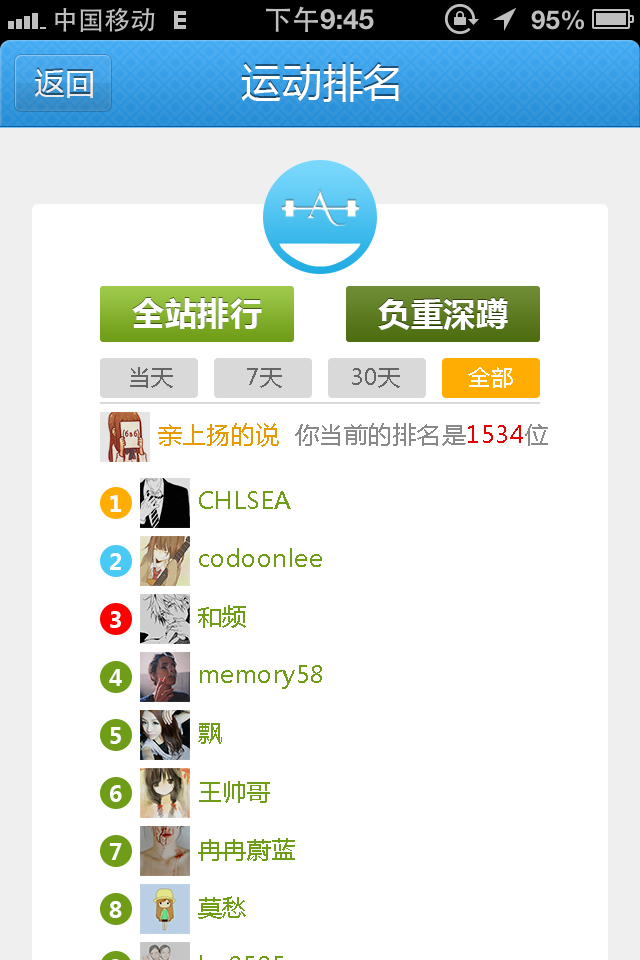 中国移动 E 下午9:45 95%
返回 运动排名
A
全站排行 负重深蹲
当天 7天 30天 全部
亲上扬的说 你当前的排名是1534位
1 CHLSEA
2 codoonlee
3 和频
4 memory58
5 飘
6 王帅哥
7 冉冉蔚蓝
8 莫愁